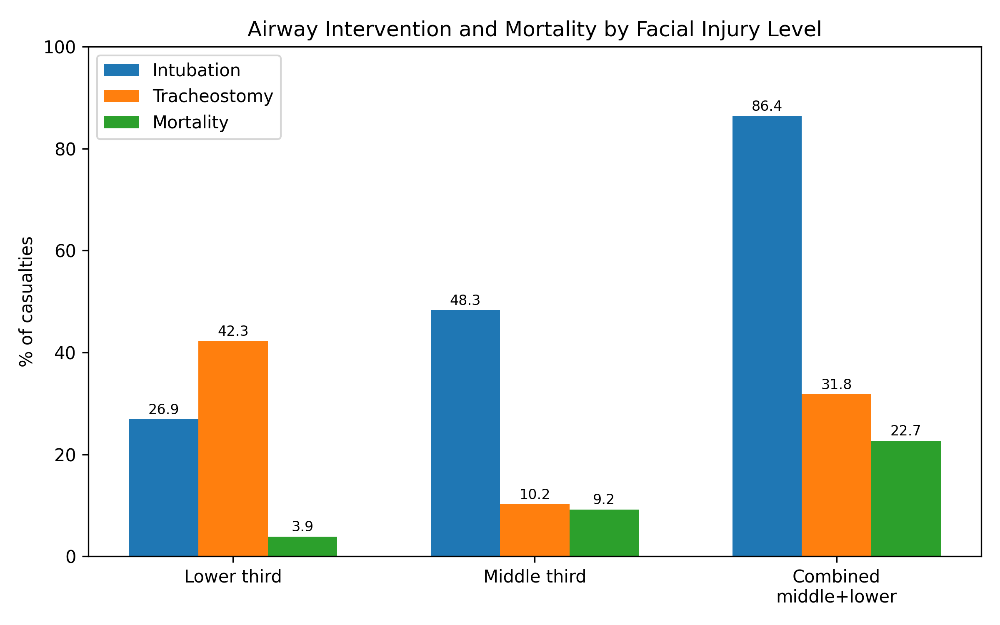 Airway Intervention and Mortality by Facial Injury Level
100
80
60
40
20
0
% of casualties
Intubation
Tracheostomy
Mortality
26.9
42.3
3.9
48.3
10.2
9.2
86.4
31.8
22.7
Lower third
Middle third
Combined
middle+lower